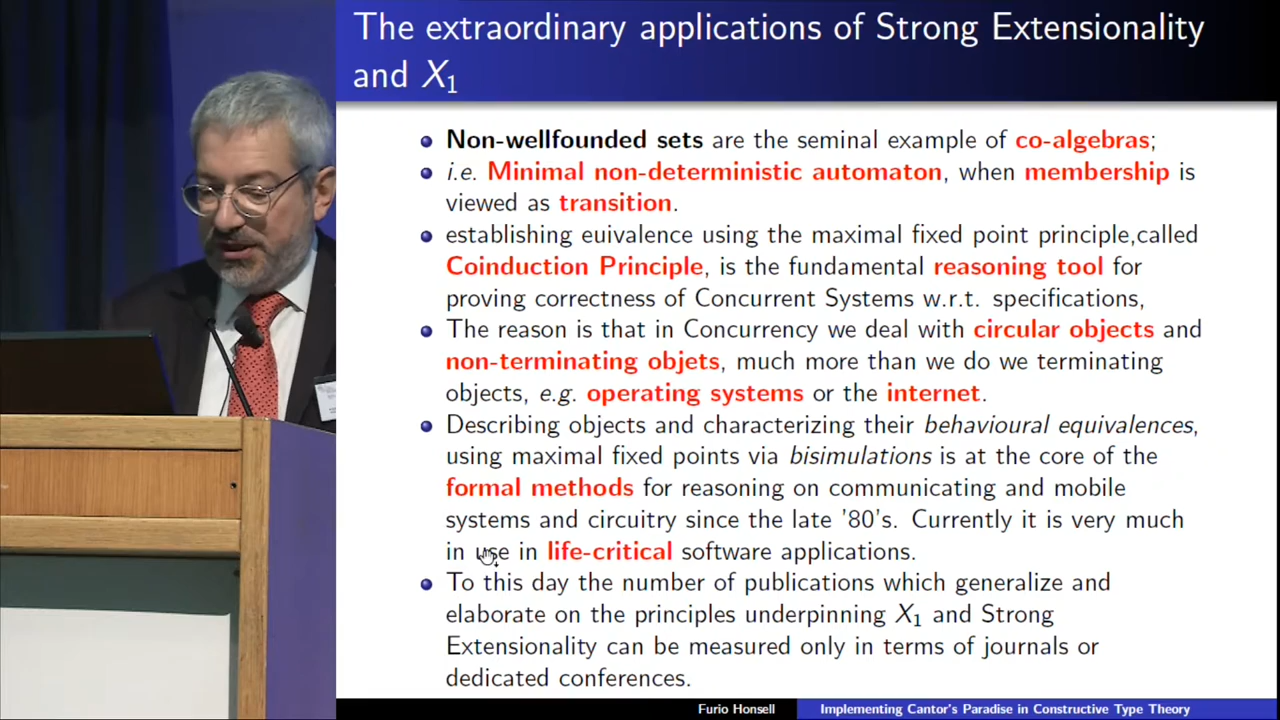 The extraordinary applications of Strong Extensionality
and X₁
Non-wellfounded sets are the seminal example of co-algebras;
i.e. Minimal non-deterministic automaton, when membership is
viewed as transition.
establishing euivalence using the maximal fixed point principle,called
Coinduction Principle, is the fundamental reasoning tool for
proving correctness of Concurrent Systems w.r.t. specifications,
The reason is that in Concurrency we deal with circular objects and
non-terminating objets, much more than we do we terminating
objects, e.g. operating systems or the internet.
Describing objects and characterizing their behavioural equivalences,
using maximal fixed points via bisimulations is at the core of the
formal methods for reasoning on communicating and mobile
systems and circuitry since the late '80's. Currently it is very much
in use in life-critical software applications.
To this day the number of publications which generalize and
elaborate on the principles underpinning X₁ and Strong
Extensionality can be measured only in terms of journals or
dedicated conferences.
Furio Honsell Implementing Cantor's Paradise in Constructive Type Theory